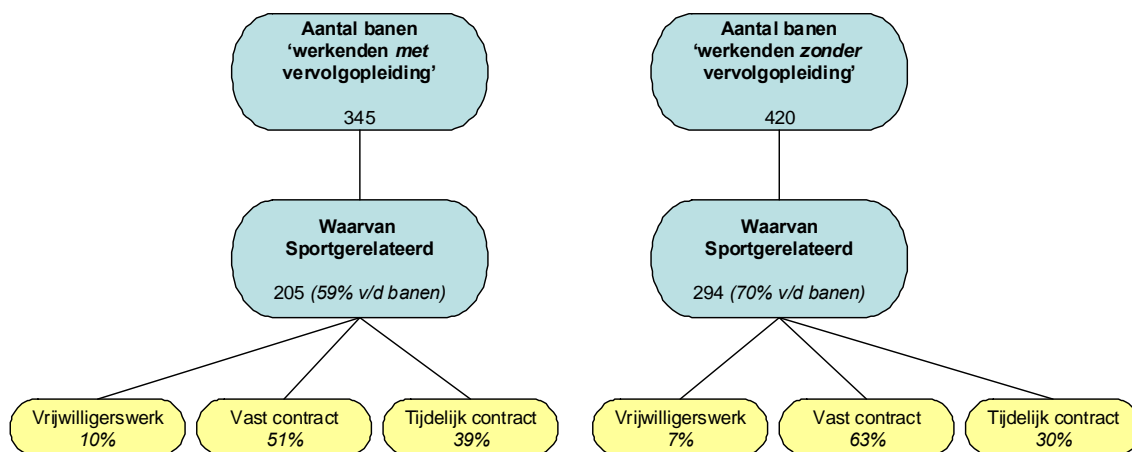 Aantal banen
‘werkenden met
vervolgopleiding’
345
Waarvan
Sportgerelateerd
205 (59% v/d banen)
Vrijwilligerswerk
10%
Vast contract
51%
Tijdelijk contract
39%
Aantal banen
‘werkenden zonder
vervolgopleiding’
420
Waarvan
Sportgerelateerd
294 (70% v/d banen)
Vrijwilligerswerk
7%
Vast contract
63%
Tijdelijk contract
30%